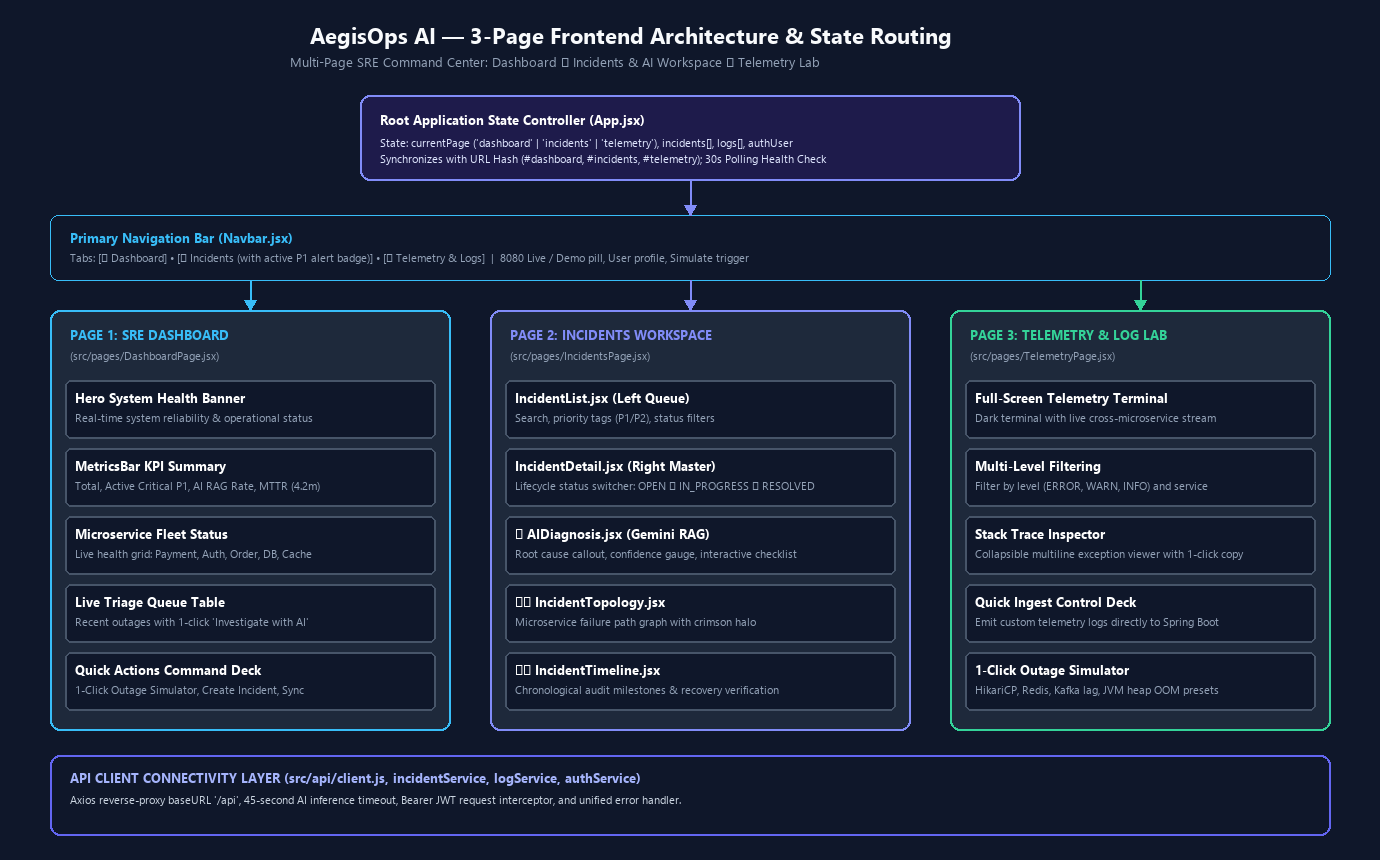 AegisOps AI — 3-Page Frontend Architecture & State Routing
Multi-Page SRE Command Center: Dashboard ▯ Incidents & AI Workspace ▯ Telemetry Lab
Root Application State Controller (App.jsx)
State: currentPage ('dashboard' | 'incidents' | 'telemetry'), incidents[], logs[], authUser
Synchronizes with URL Hash (#dashboard, #incidents, #telemetry); 30s Polling Health Check
Primary Navigation Bar (Navbar.jsx)
Tabs: [▯ Dashboard] • [▯ Incidents (with active P1 alert badge)] • [▯ Telemetry & Logs] | 8080 Live / Demo pill, User profile, Simulate trigger
PAGE 1: SRE DASHBOARD
(src/pages/DashboardPage.jsx)
Hero System Health Banner
Real-time system reliability & operational status
MetricsBar KPI Summary
Total, Active Critical P1, AI RAG Rate, MTTR (4.2m)
Microservice Fleet Status
Live health grid: Payment, Auth, Order, DB, Cache
Live Triage Queue Table
Recent outages with 1-click 'Investigate with AI'
Quick Actions Command Deck
1-Click Outage Simulator, Create Incident, Sync
PAGE 2: INCIDENTS WORKSPACE
(src/pages/IncidentsPage.jsx)
IncidentList.jsx (Left Queue)
Search, priority tags (P1/P2), status filters
IncidentDetail.jsx (Right Master)
Lifecycle status switcher: OPEN ▯ IN_PROGRESS ▯ RESOLVED
▯ AIDiagnosis.jsx (Gemini RAG)
Root cause callout, confidence gauge, interactive checklist
▯▯ IncidentTopology.jsx
Microservice failure path graph with crimson halo
▯▯ IncidentTimeline.jsx
Chronological audit milestones & recovery verification
PAGE 3: TELEMETRY & LOG LAB
(src/pages/TelemetryPage.jsx)
Full-Screen Telemetry Terminal
Dark terminal with live cross-microservice stream
Multi-Level Filtering
Filter by level (ERROR, WARN, INFO) and service
Stack Trace Inspector
Collapsible multiline exception viewer with 1-click copy
Quick Ingest Control Deck
Emit custom telemetry logs directly to Spring Boot
1-Click Outage Simulator
HikariCP, Redis, Kafka lag, JVM heap OOM presets
API CLIENT CONNECTIVITY LAYER (src/api/client.js, incidentService, logService, authService)
Axios reverse-proxy baseURL '/api', 45-second AI inference timeout, Bearer JWT request interceptor, and unified error handler.